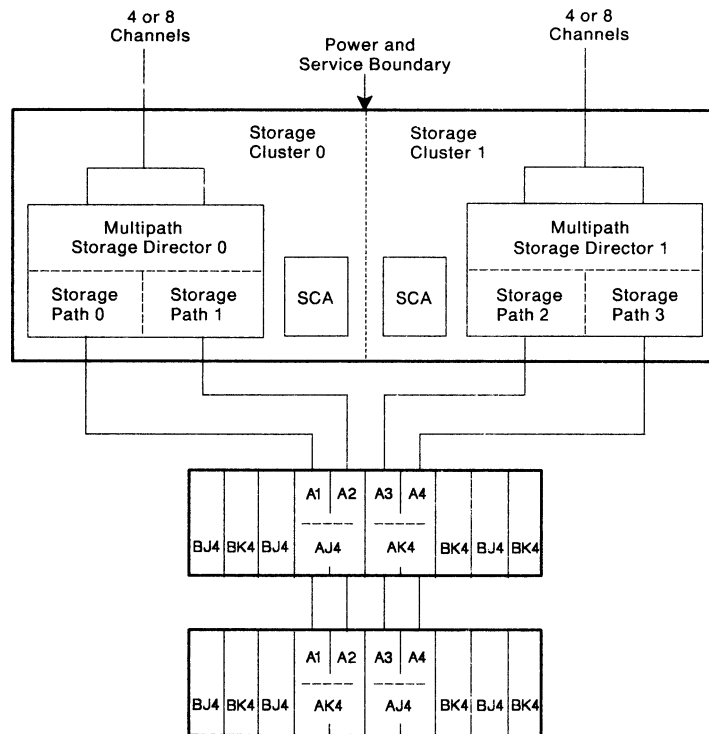 4 or 8
Channels
Power and
Service Boundary
4 or 8
Channels
Storage
Cluster 0
Storage
Cluster 1
Multipath
Storage Director 0
Storage
Path 0
Storage
Path 1
SCA
SCA
Multipath
Storage Director 1
Storage
Path 2
Storage
Path 3
A1 A2 A3 A4
BJ4 BK4 BJ4 AJ4 AK4 BK4 BJ4 BK4
A1 A2 A3 A4
BJ4 BK4 BJ4 AK4 AJ4 BK4 BJ4 BK4